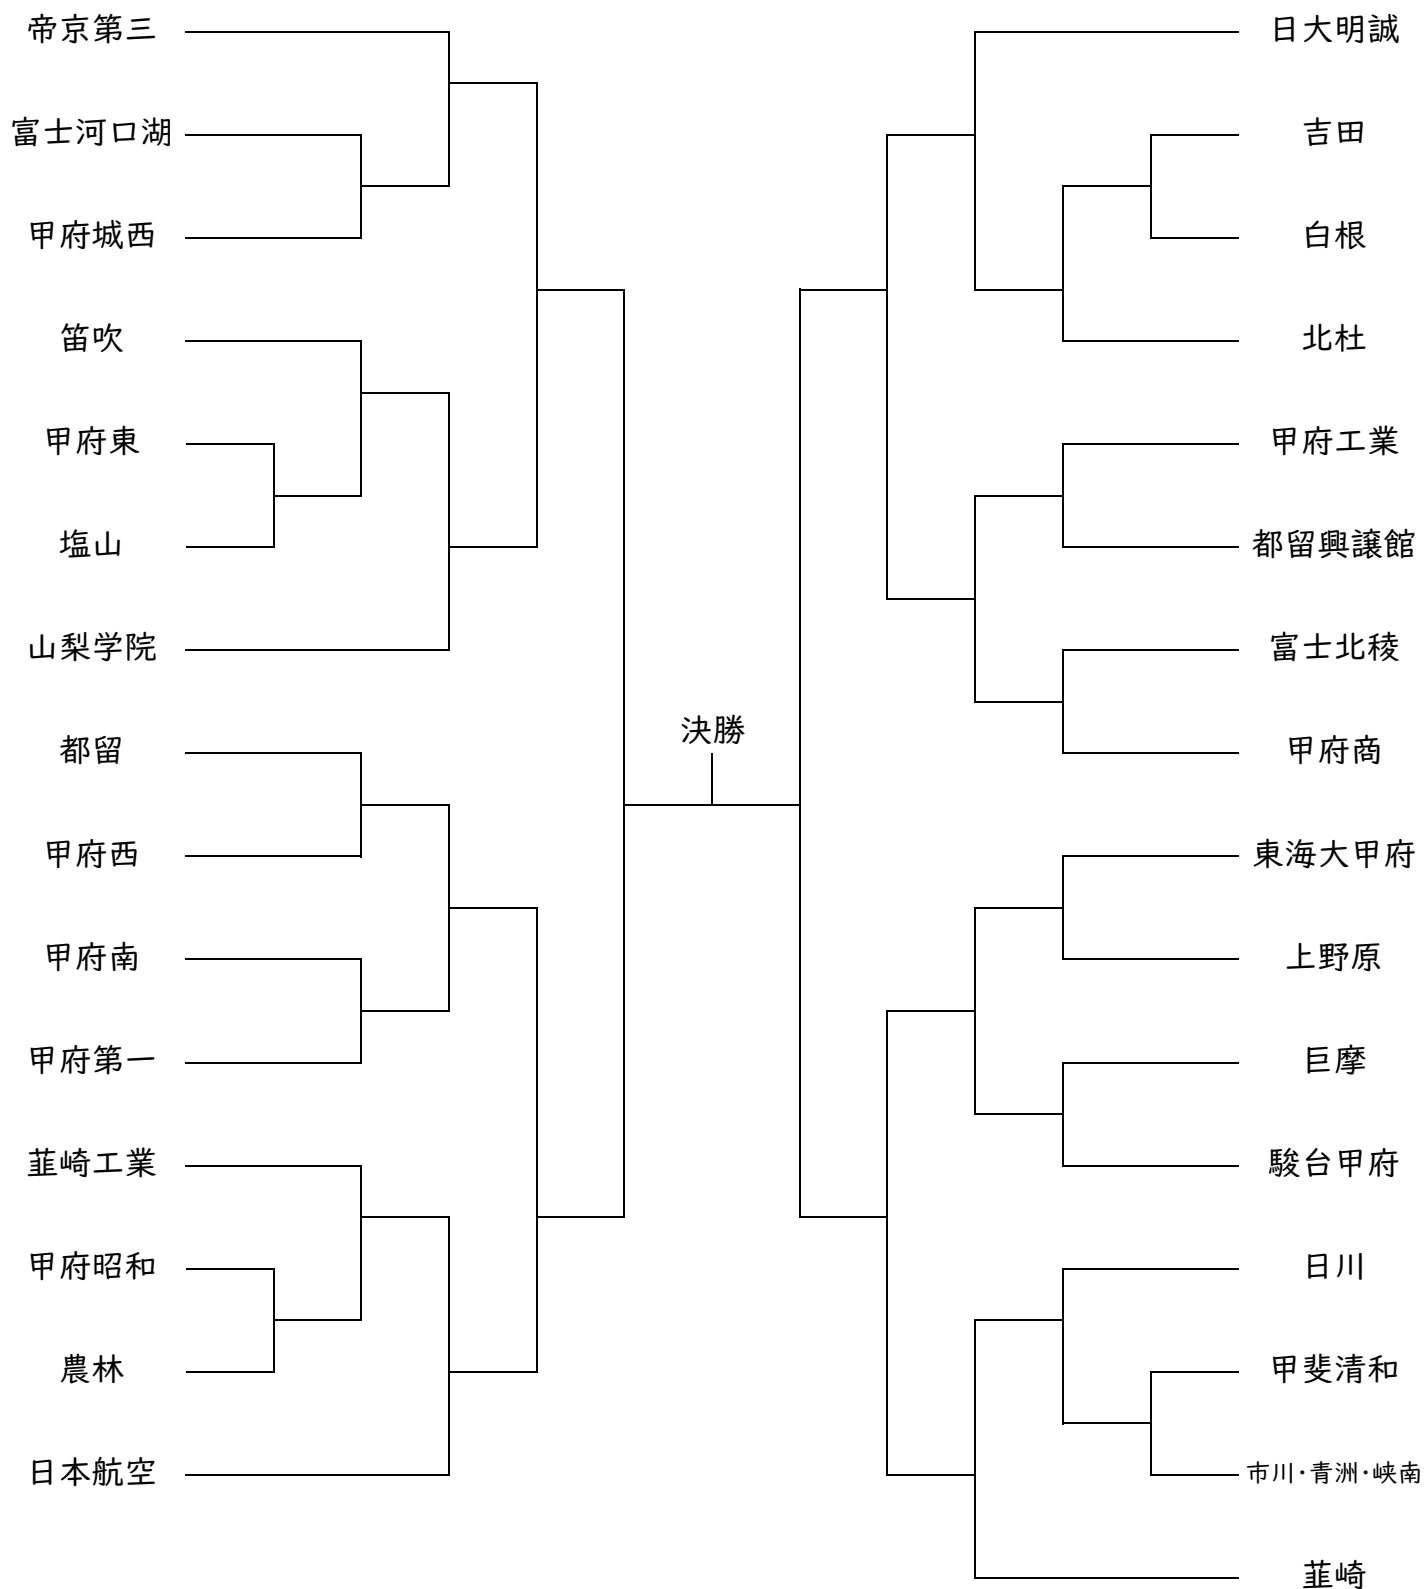 帝京第三
富士河口湖
甲府城西
笛吹
甲府東
塩山
山梨学院
都留
甲府西
甲府南
甲府第一
韮崎工業
甲府昭和
農林
日本航空
決勝
日大明誠
吉田
白根
北杜
甲府工業
都留興譲館
富士北稜
甲府商
東海大甲府
上野原
巨摩
駿台甲府
日川
甲斐清和
市川・青洲・峡南
韮崎